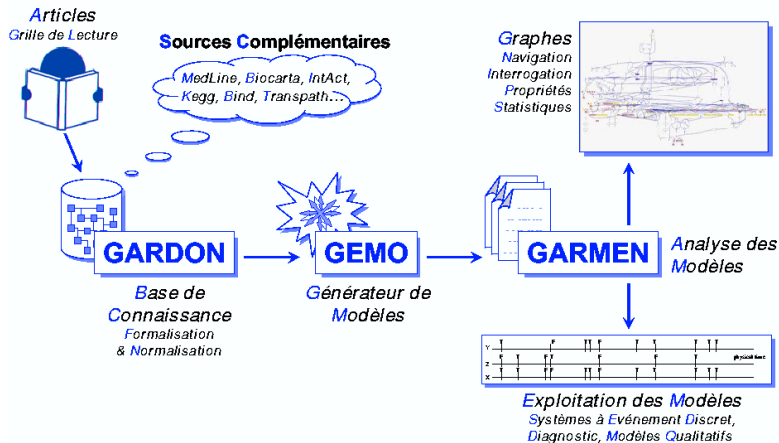 Articles
Grille de Lecture
Sources Complémentaires
MedLine, Biocarta, IntAct,
Kegg, Bind, Transpath...
Graphes
Navigation
Interrogation
Propriétés
Statistiques
GARDON
GEMO
GARMEN
Analyse des
Modèles
Base de
Connaissance
Formalisation
& Normalisation
Générateur de
Modèles
Y
Z
X
physical time
Exploitation des Modèles
Systèmes à Evénement Discret,
Diagnostic, Modèles Qualitatifs